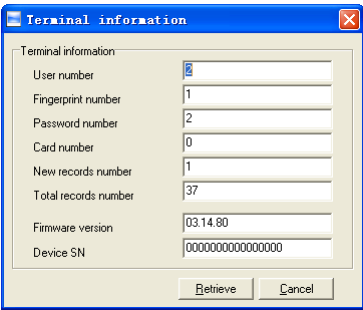 Terminal information
Terminal information
User number 2
Fingerprint number 1
Password number 2
Card number 0
New records number 1
Total records number 37
Firmware version 03.14.80
Device SN 0000000000000000
Retrieve Cancel